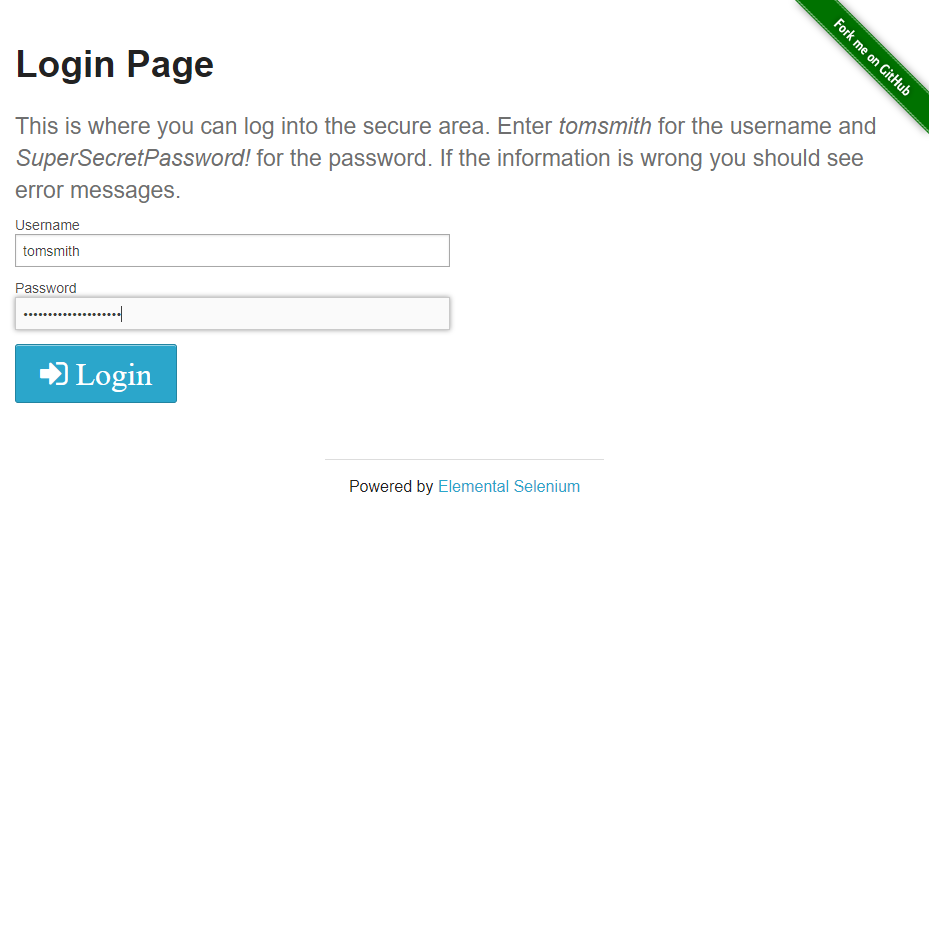 Fork me on GitHub
Login Page
This is where you can log into the secure area. Enter tomsmith for the username and
SuperSecretPassword! for the password. If the information is wrong you should see
error messages.
Username
tomsmith
Password
••••••••••••••••••••
Login
Powered by Elemental Selenium